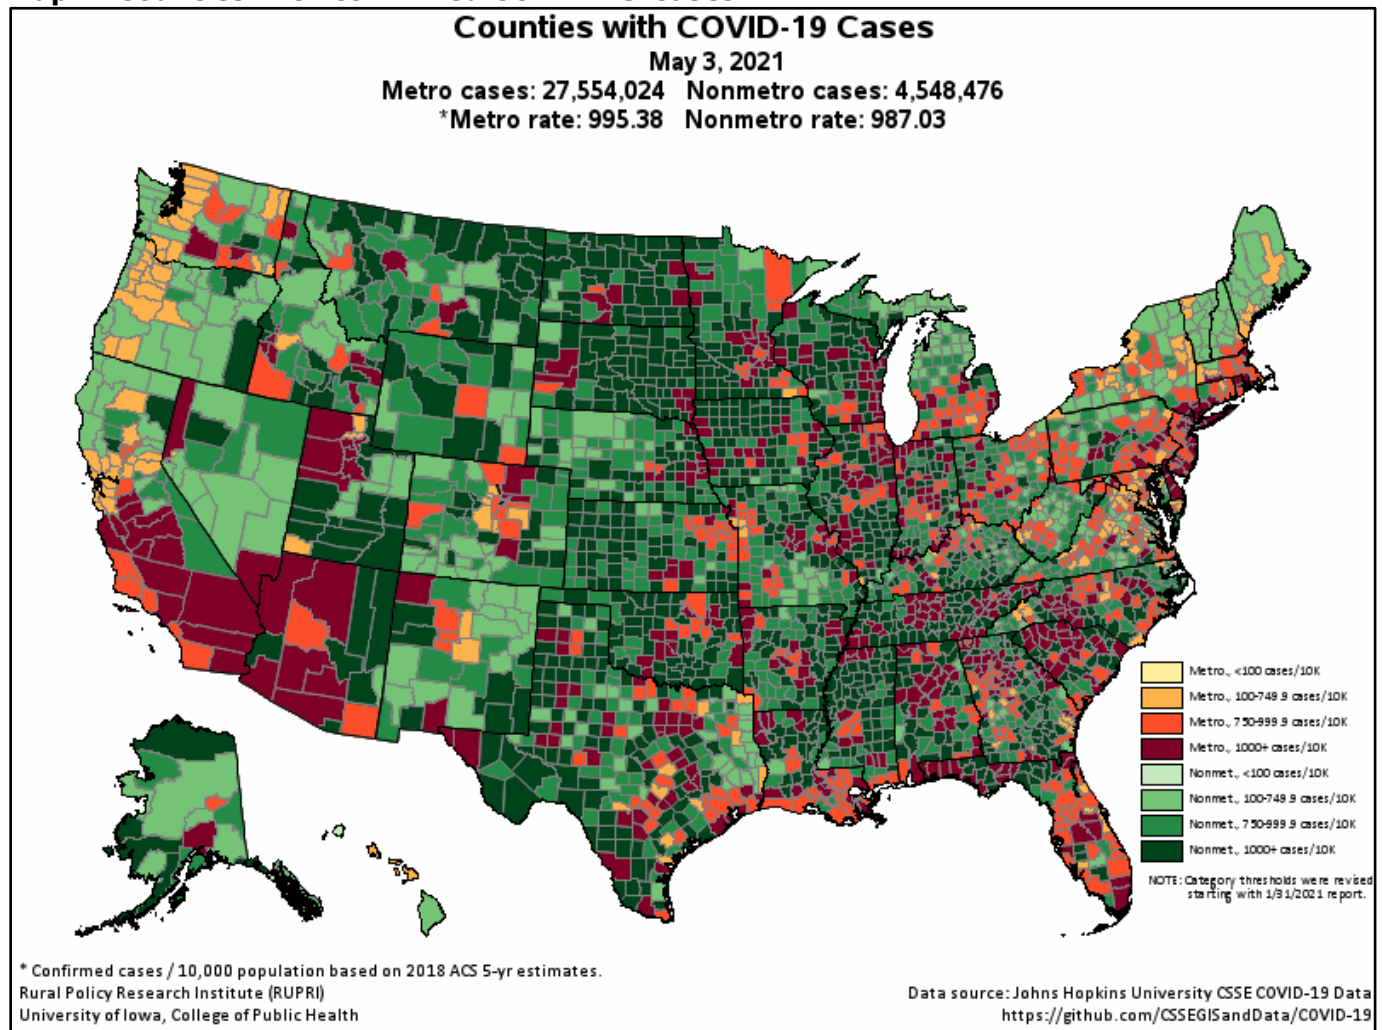 Counties with COVID-19 Cases
May 3, 2021
Metro cases: 27,554,024 Nonmetro cases: 4,548,476
*Metro rate: 995.38 Nonmetro rate: 987.03
Metro., <100 cases/10K
Metro., 100-749.9 cases/10K
Metro., 750-999.9 cases/10K
Metro., 1000+ cases/10K
Nonmet., <100 cases/10K
Nonmet., 100-749.9 cases/10K
Nonmet., 750-999.9 cases/10K
Nonmet., 1000+ cases/10K
NOTE: Category thresholds were revised
starting with 1/31/2021 report.
* Confirmed cases / 10,000 population based on 2018 ACS 5-yr estimates.
Rural Policy Research Institute (RUPRI)
University of Iowa, College of Public Health
Data source: Johns Hopkins University CSSE COVID-19 Data
https://github.com/CSSEGISandData/COVID-19